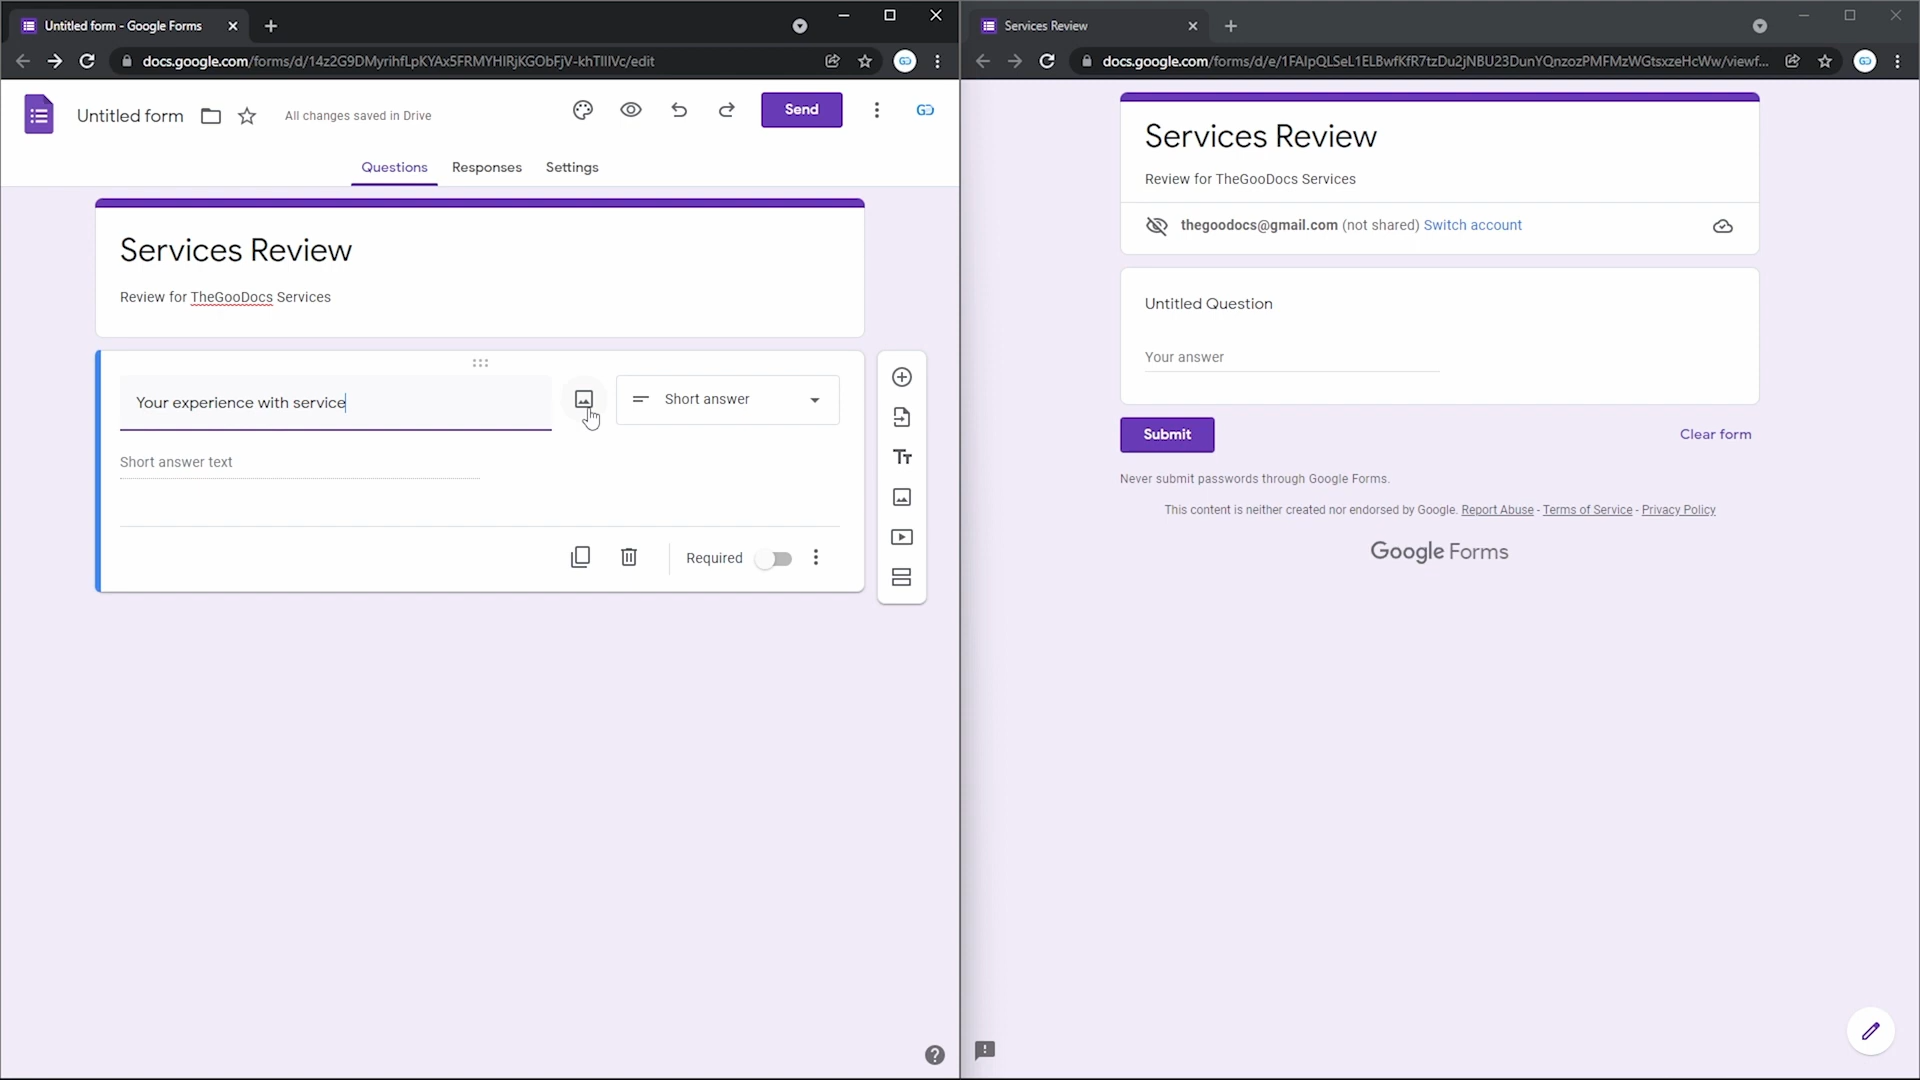 Untitled form - Google Forms
docs.google.com/forms/d/14z2G9DMyrihfLpKYAx5FRMYHIRjKGObFjV-khTIlIVc/edit
Untitled form
All changes saved in Drive
Send
Questions
Responses
Settings
Services Review
Review for TheGooDocs Services
Your experience with service
Short answer
Short answer text
Required
Services Review
docs.google.com/forms/d/e/1FAIpQLSeL1ELBwfKfR7tzDu2jNBU23DunYQnzozPMFMzWGtsxzeHcWw/viewf...
Services Review
Review for TheGooDocs Services
thegoodocs@gmail.com (not shared) Switch account
Untitled Question
Your answer
Submit
Clear form
Never submit passwords through Google Forms.
This content is neither created nor endorsed by Google. Report Abuse - Terms of Service - Privacy Policy
Google Forms